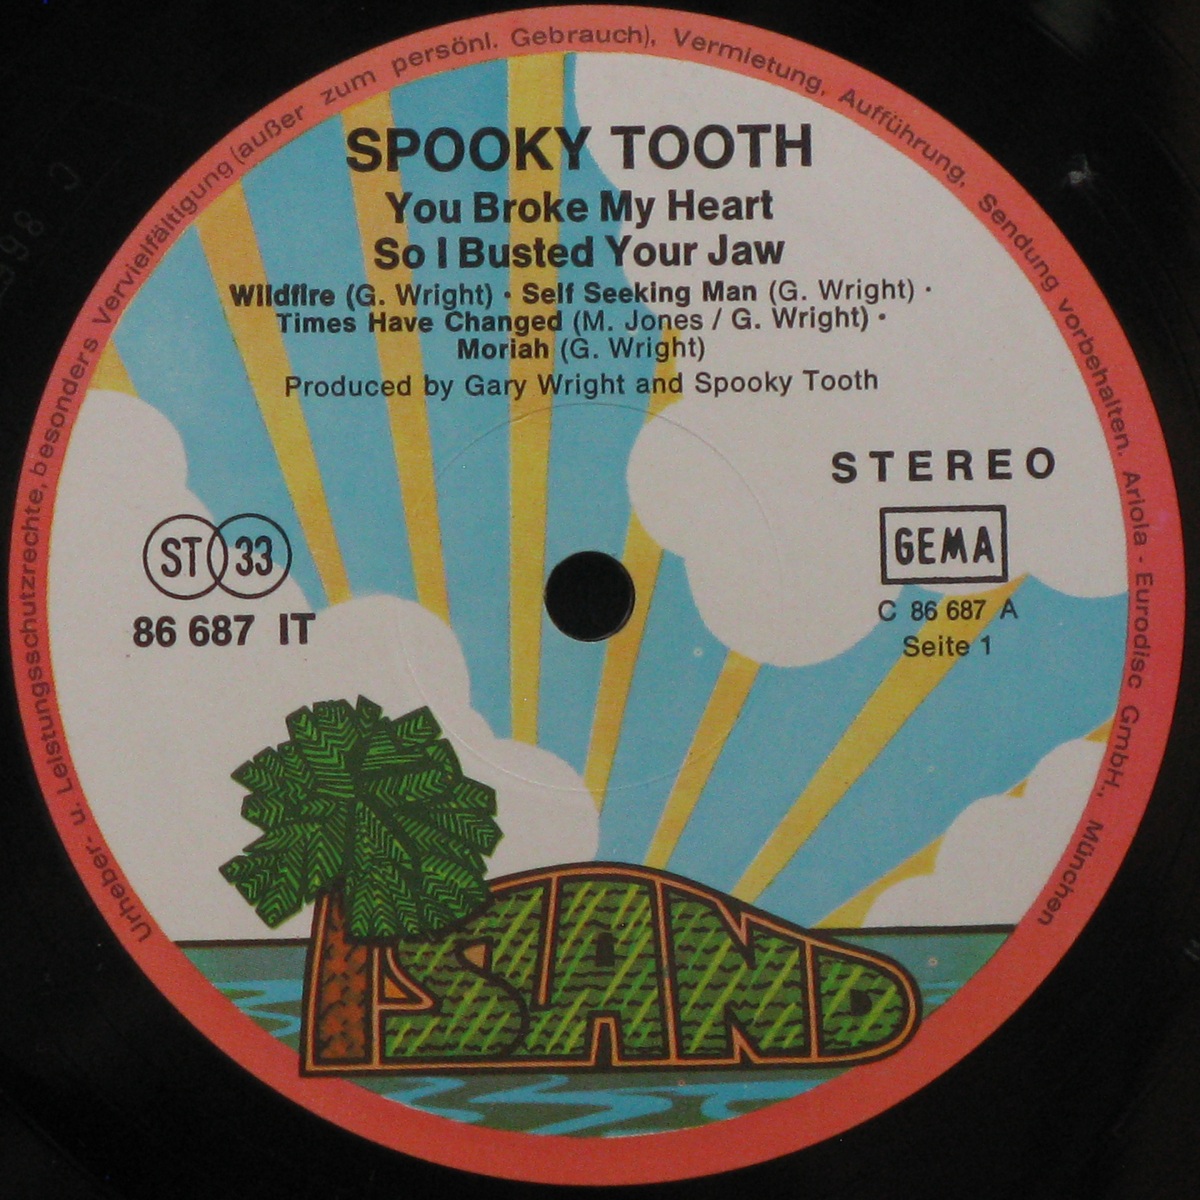 Urheber- u. Leistungsschutzrechte, besonders Vervielfältigung (außer zum persönl. Gebrauch), Vermietung, Aufführung, Sendung vorbehalten. Ariola - Eurodisc GmbH., München
SPOOKY TOOTH
You Broke My Heart
So I Busted Your Jaw
Wildfire (G. Wright) · Self Seeking Man (G. Wright) ·
Times Have Changed (M. Jones / G. Wright) ·
Moriah (G. Wright)
Produced by Gary Wright and Spooky Tooth
STEREO
ST 33
GEMA
86 687 IT
C 86 687 A
Seite 1
ISLAND